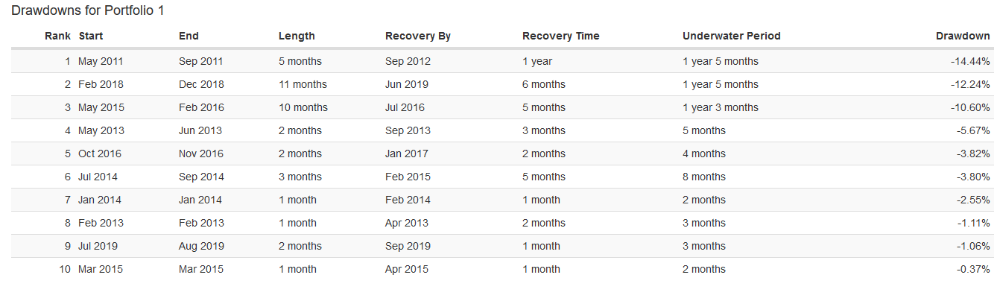 Drawdowns for Portfolio 1
Rank Start End Length Recovery By Recovery Time Underwater Period Drawdown
1 May 2011 Sep 2011 5 months Sep 2012 1 year 1 year 5 months -14.44%
2 Feb 2018 Dec 2018 11 months Jun 2019 6 months 1 year 5 months -12.24%
3 May 2015 Feb 2016 10 months Jul 2016 5 months 1 year 3 months -10.60%
4 May 2013 Jun 2013 2 months Sep 2013 3 months 5 months -5.67%
5 Oct 2016 Nov 2016 2 months Jan 2017 2 months 4 months -3.82%
6 Jul 2014 Sep 2014 3 months Feb 2015 5 months 8 months -3.80%
7 Jan 2014 Jan 2014 1 month Feb 2014 1 month 2 months -2.55%
8 Feb 2013 Feb 2013 1 month Apr 2013 2 months 3 months -1.11%
9 Jul 2019 Aug 2019 2 months Sep 2019 1 month 3 months -1.06%
10 Mar 2015 Mar 2015 1 month Apr 2015 1 month 2 months -0.37%